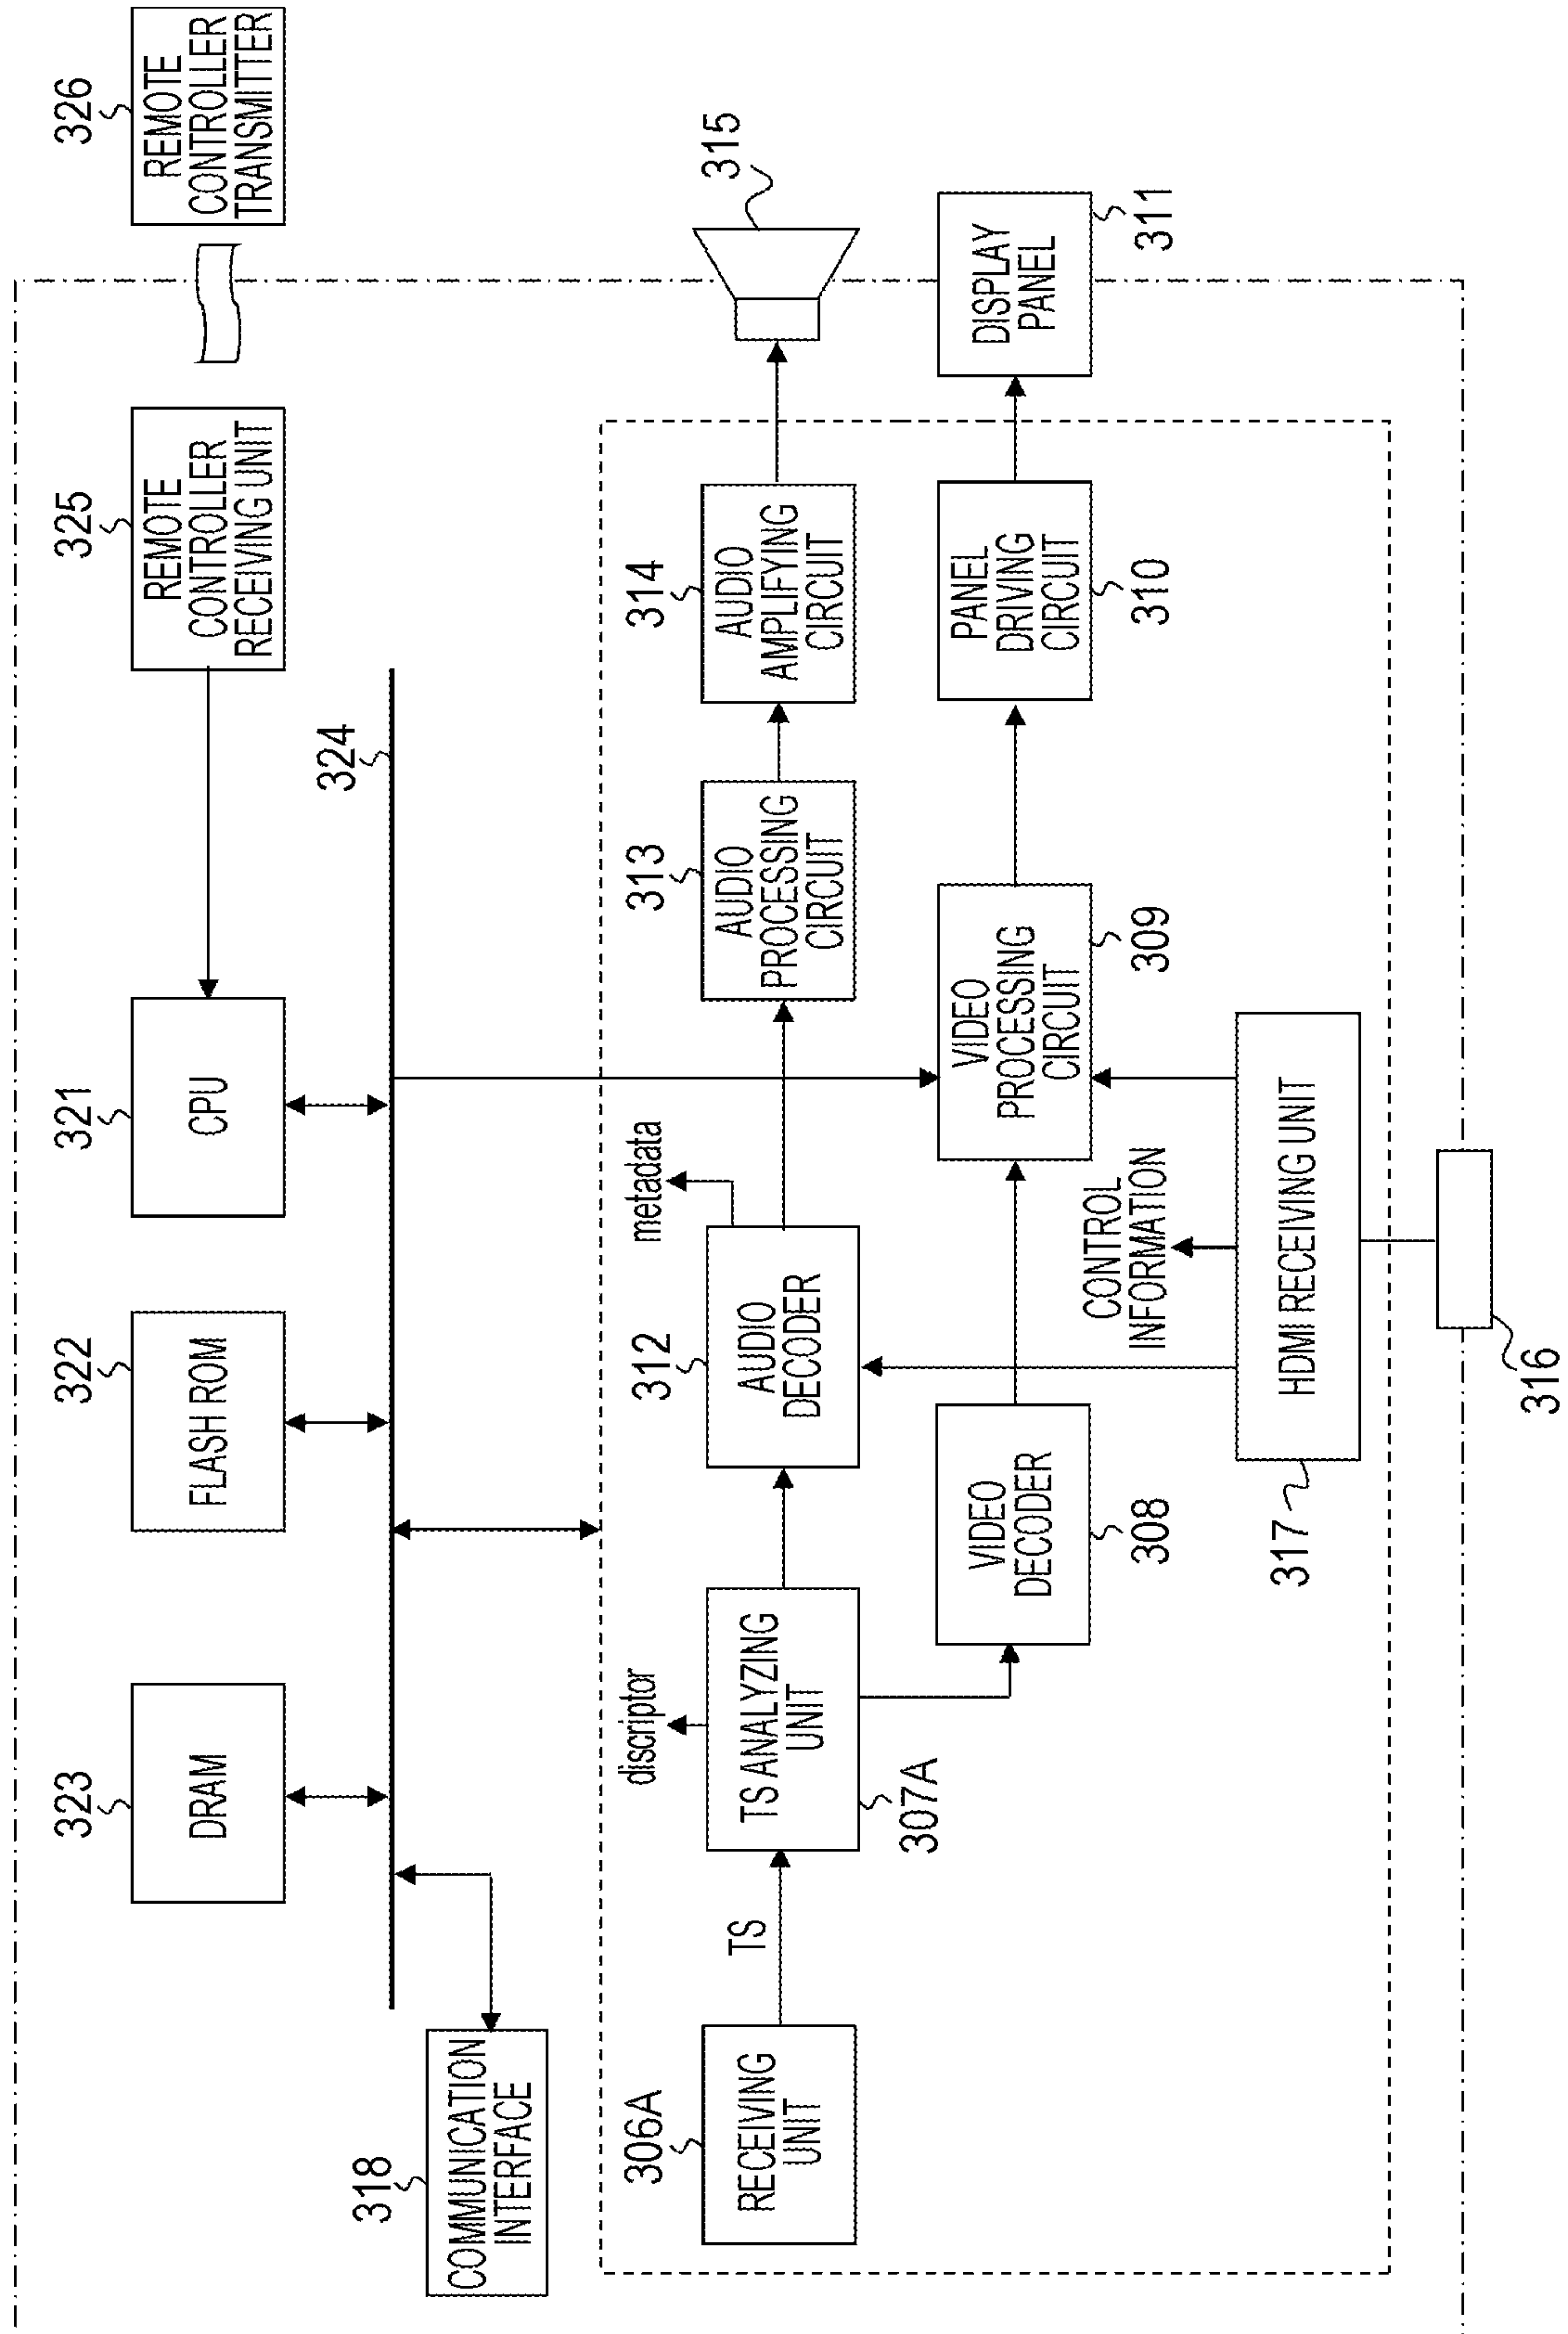 323
DRAM
322
FLASH ROM
321
CPU
325
REMOTE
CONTROLLER
RECEIVING UNIT
326
REMOTE
CONTROLLER
TRANSMITTER
324
318
COMMUNICATION
INTERFACE
306A
RECEIVING
UNIT
TS
discriptor
TS ANALYZING
UNIT
307A
312
AUDIO
DECODER
metadata
313
AUDIO
PROCESSING
CIRCUIT
314
AUDIO
AMPLIFYING
CIRCUIT
315
VIDEO
DECODER
308
VIDEO
PROCESSING
CIRCUIT
309
PANEL
DRIVING
CIRCUIT
310
DISPLAY
PANEL
311
CONTROL
INFORMATION
HDMI RECEIVING UNIT
317
316